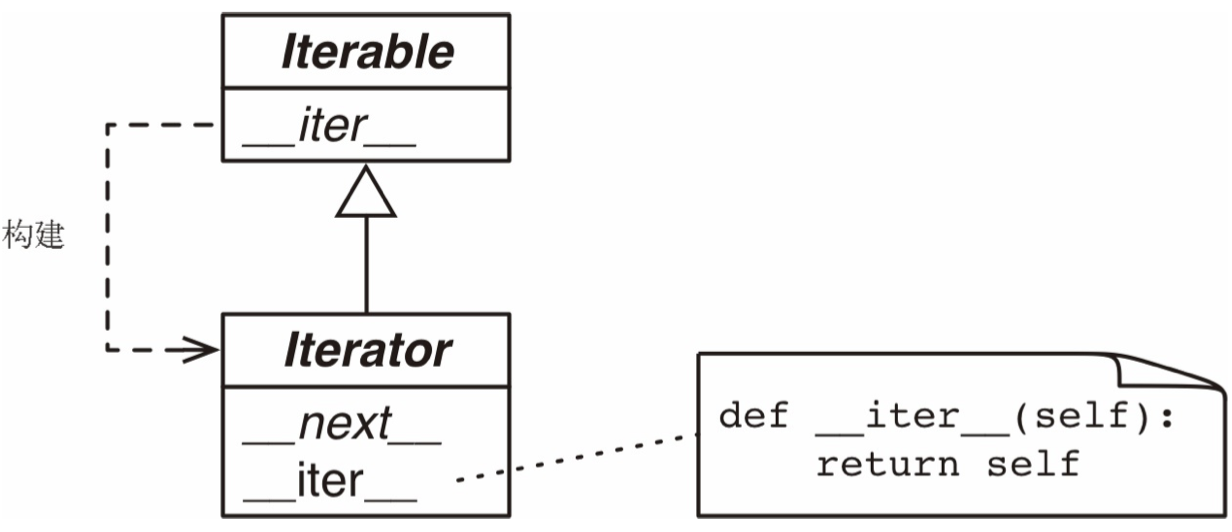 Iterable
__iter__
构建
Iterator
__next__
__iter__
def __iter__(self):
return self